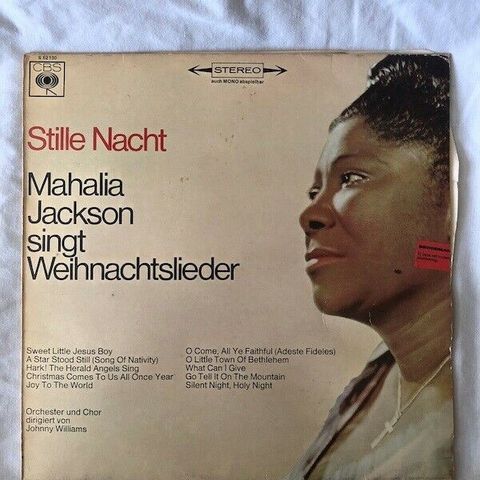 S 62 130
CBS
STEREO
auch MONO abspielbar
Stille Nacht
Mahalia
Jackson
singt
Weihnachtslieder
Sweet Little Jesus Boy
A Star Stood Still (Song Of Nativity)
Hark! The Herald Angels Sing
Christmas Comes To Us All Once Year
Joy To The World
O Come, All Ye Faithful (Adeste Fideles)
O Little Town Of Bethlehem
What Can I Give
Go Tell It On The Mountain
Silent Night, Holy Night
Orchester und Chor
dirigiert von
Johnny Williams